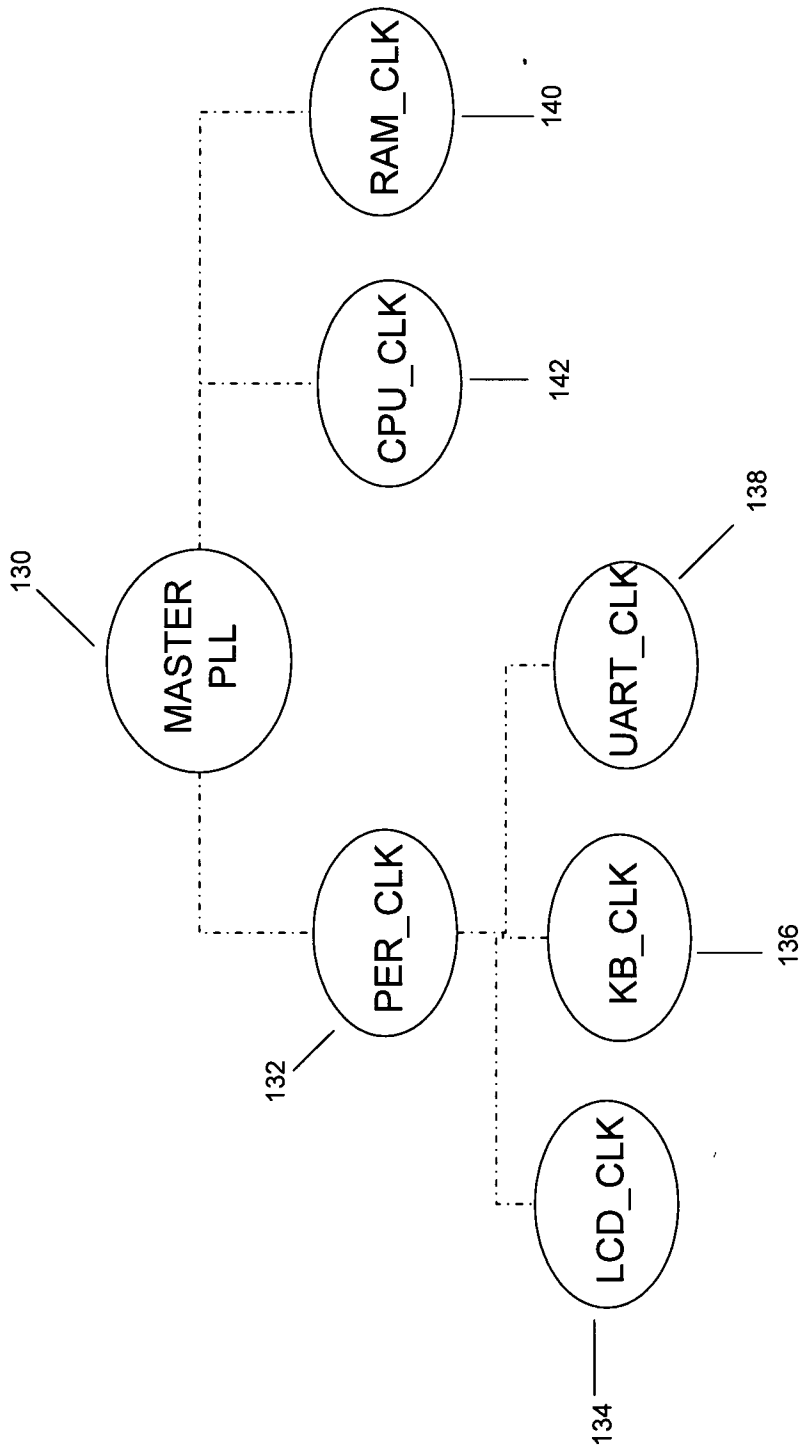 130
MASTER
PLL
132
PER_CLK
CPU_CLK
142
RAM_CLK
140
134
LCD_CLK
KB_CLK
136
UART_CLK
138